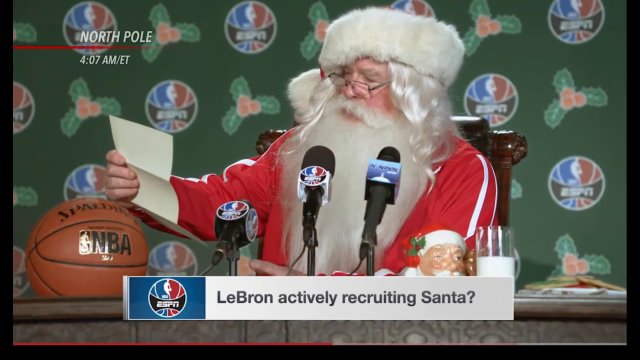 NORTH POLE
4:07 AM/ET
SPALDING
NBA
ESPN
LeBron actively recruiting Santa?